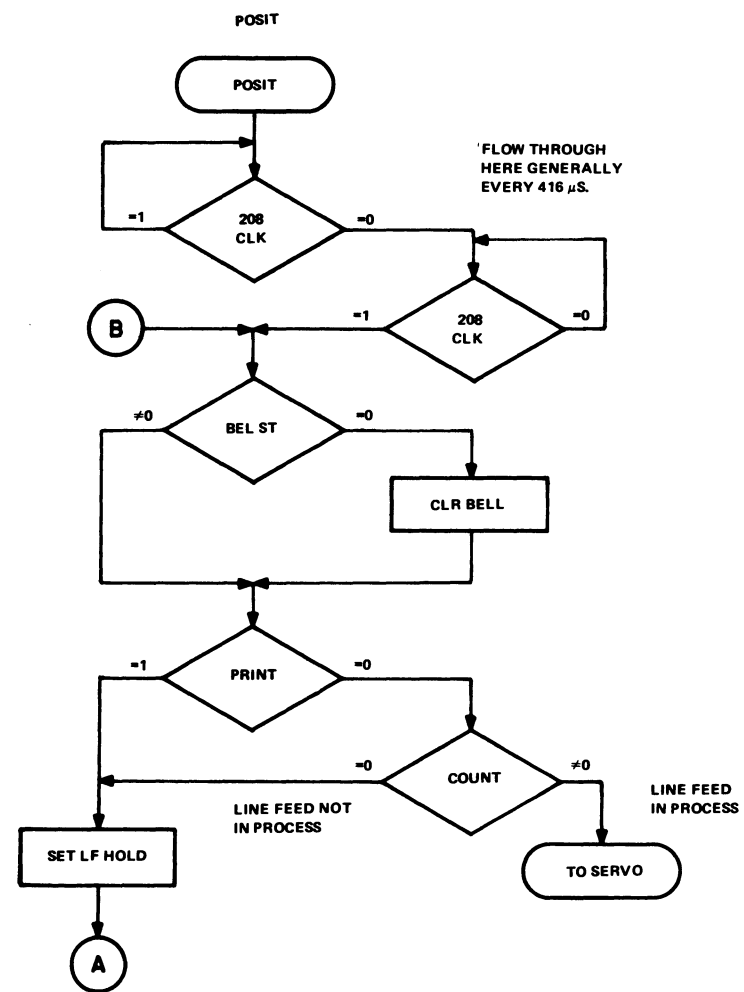 POSIT
POSIT
'FLOW THROUGH
HERE GENERALLY
EVERY 416 μS.
=1
208
CLK
=0
B
=1
208
CLK
=0
≠0
BEL ST
=0
CLR BELL
=1
PRINT
=0
=0
COUNT
≠0
LINE FEED NOT
IN PROCESS
LINE FEED
IN PROCESS
SET LF HOLD
TO SERVO
A